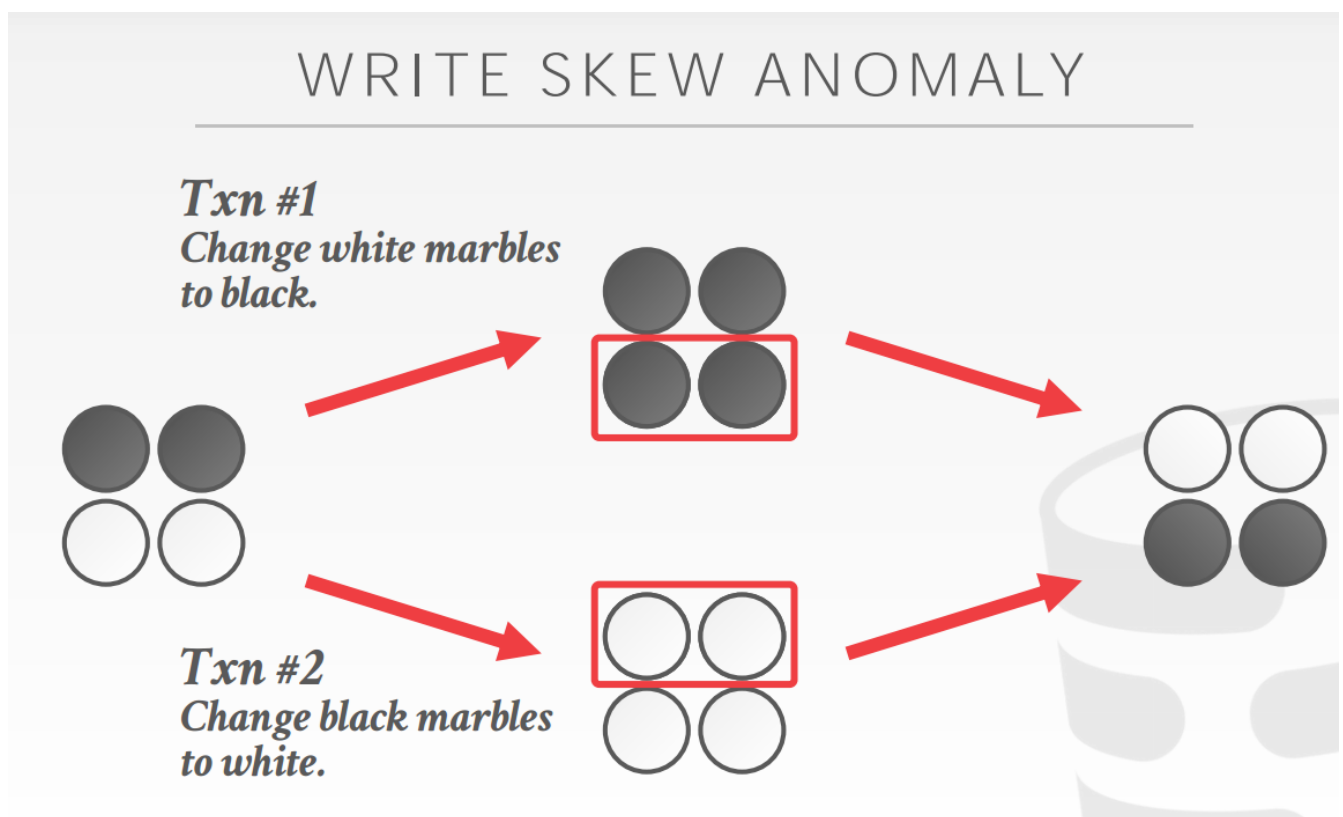 WRITE SKEW ANOMALY
Txn #1
Change white marbles
to black.
Txn #2
Change black marbles
to white.